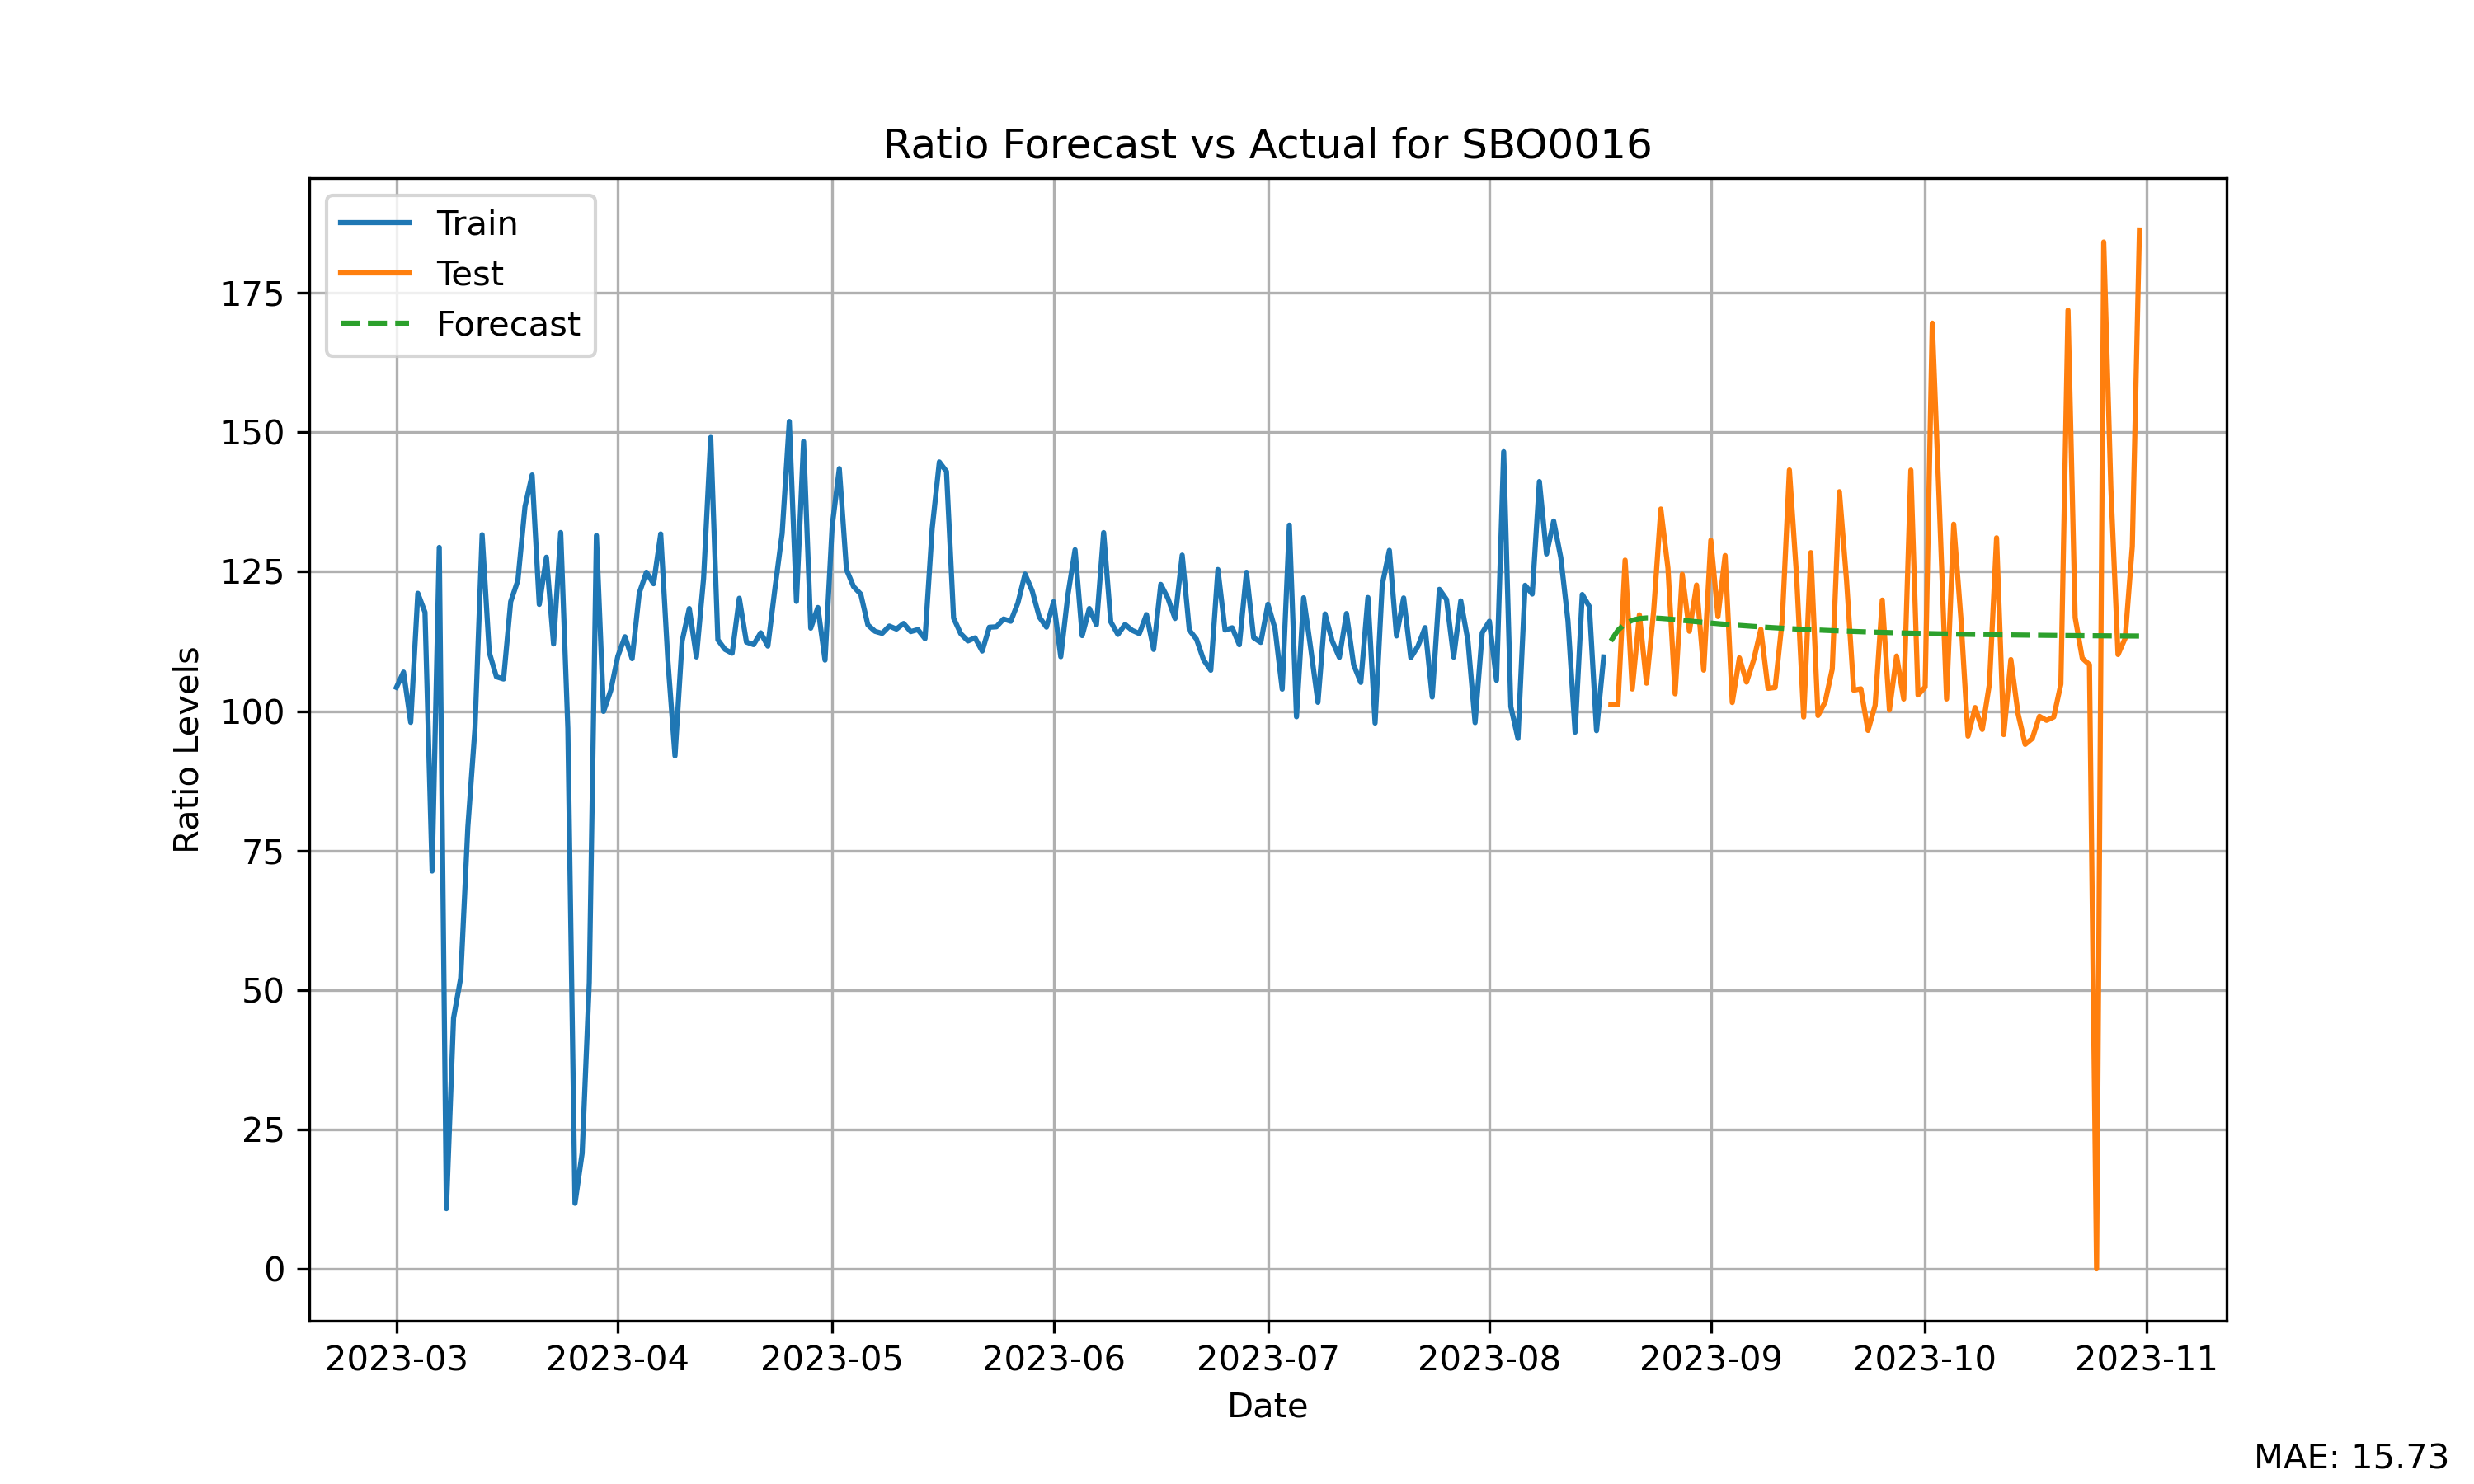 Ratio Forecast vs Actual for SBO0016
Train
Test
Forecast
175
150
125
100
75
50
25
0
Ratio Levels
2023-03 2023-04 2023-05 2023-06 2023-07 2023-08 2023-09 2023-10 2023-11
Date
MAE: 15.73